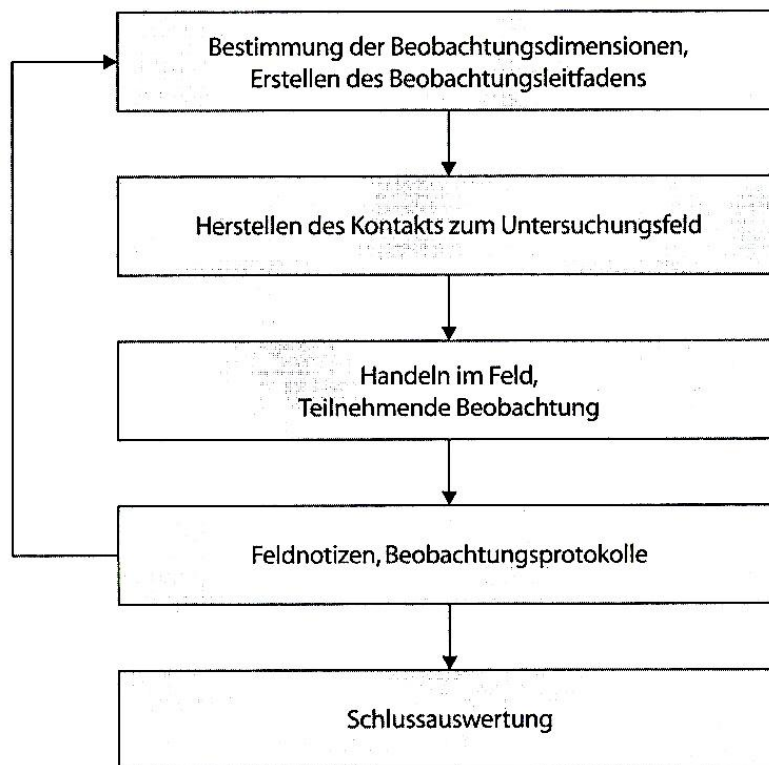 Bestimmung der Beobachtungsdimensionen,
Erstellen des Beobachtungsleitfadens
Herstellen des Kontakts zum Untersuchungsfeld
Handeln im Feld,
Teilnehmende Beobachtung
Feldnotizen, Beobachtungsprotokolle
Schlussauswertung